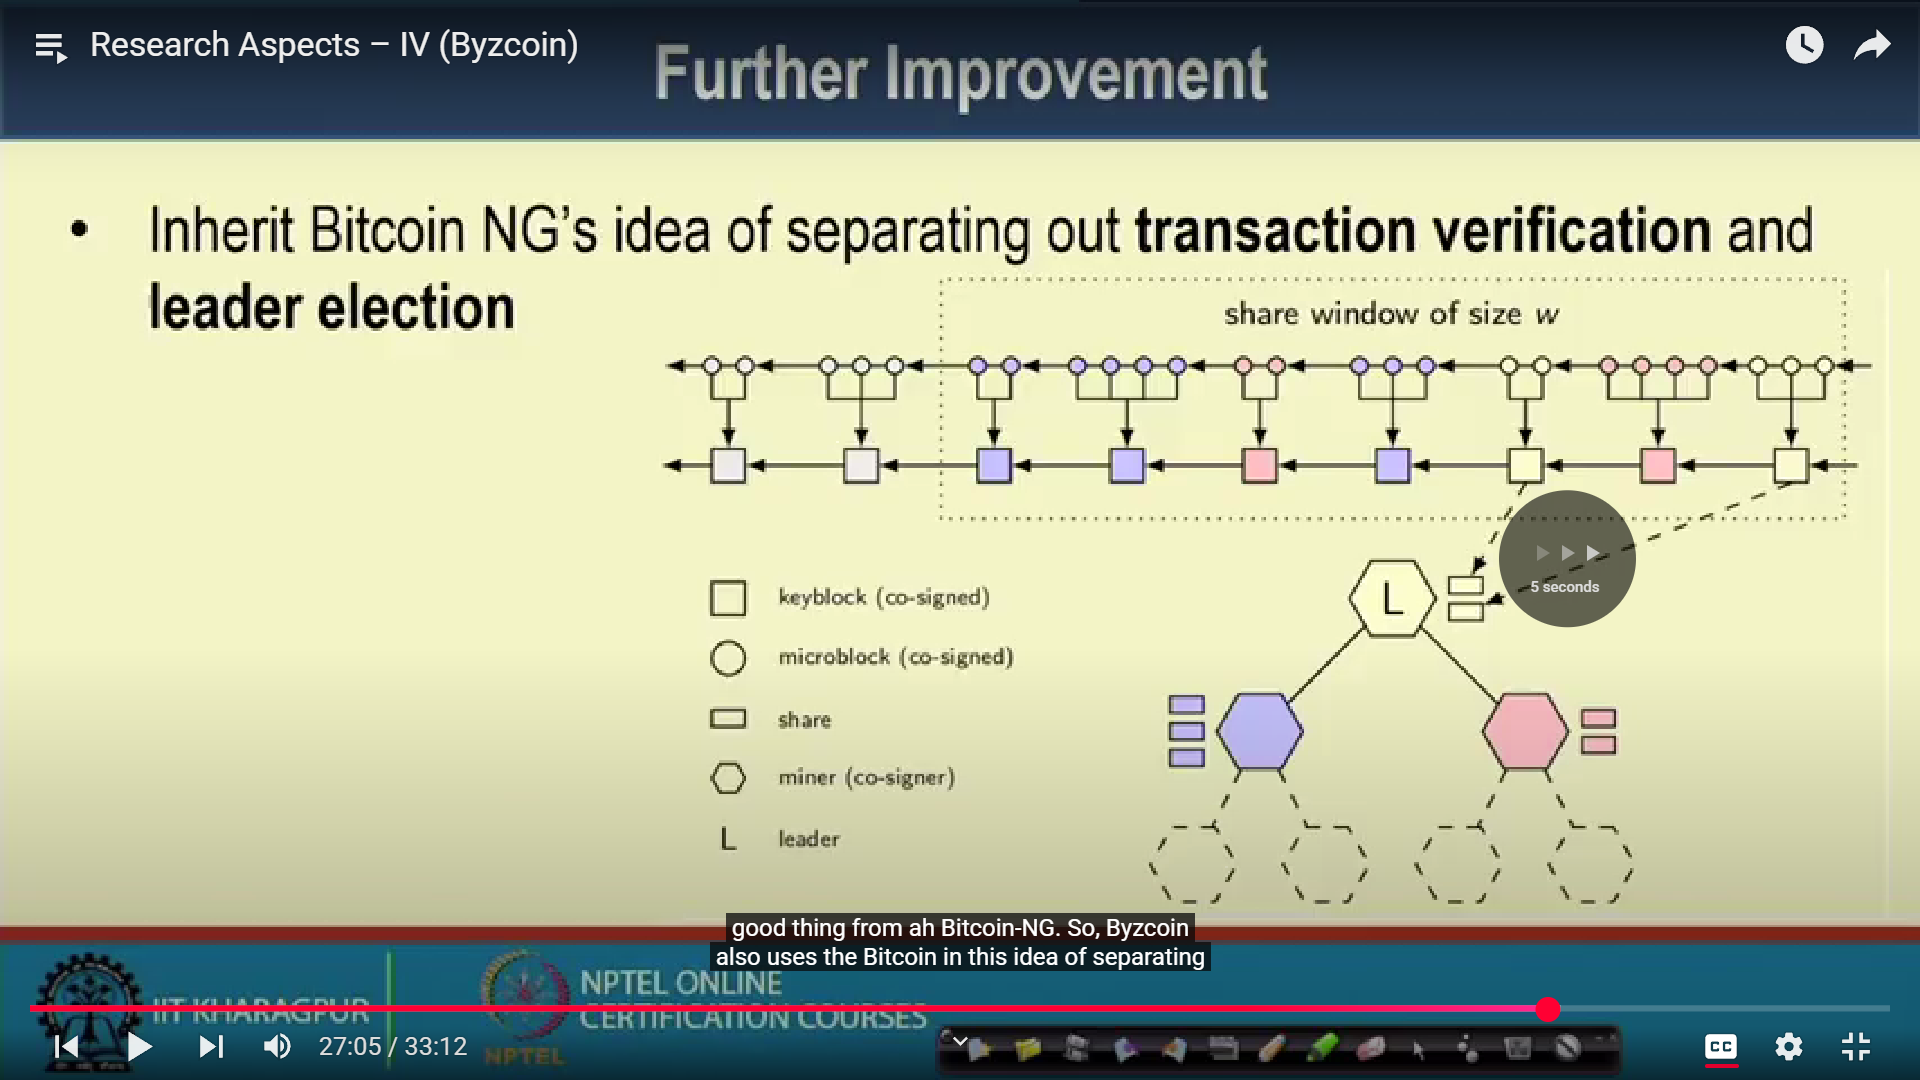 Research Aspects – IV (Byzcoin)
Further Improvement
• Inherit Bitcoin NG's idea of separating out transaction verification and
leader election
share window of size w
5 seconds
L
keyblock (co-signed)
microblock (co-signed)
share
miner (co-signer)
L leader
good thing from ah Bitcoin-NG. So, Byzcoin
also uses the Bitcoin in this idea of separating
IIT KHARAGPUR
NPTEL ONLINE
CERTIFICATION COURSES
NPTEL
27:05 / 33:12
CC